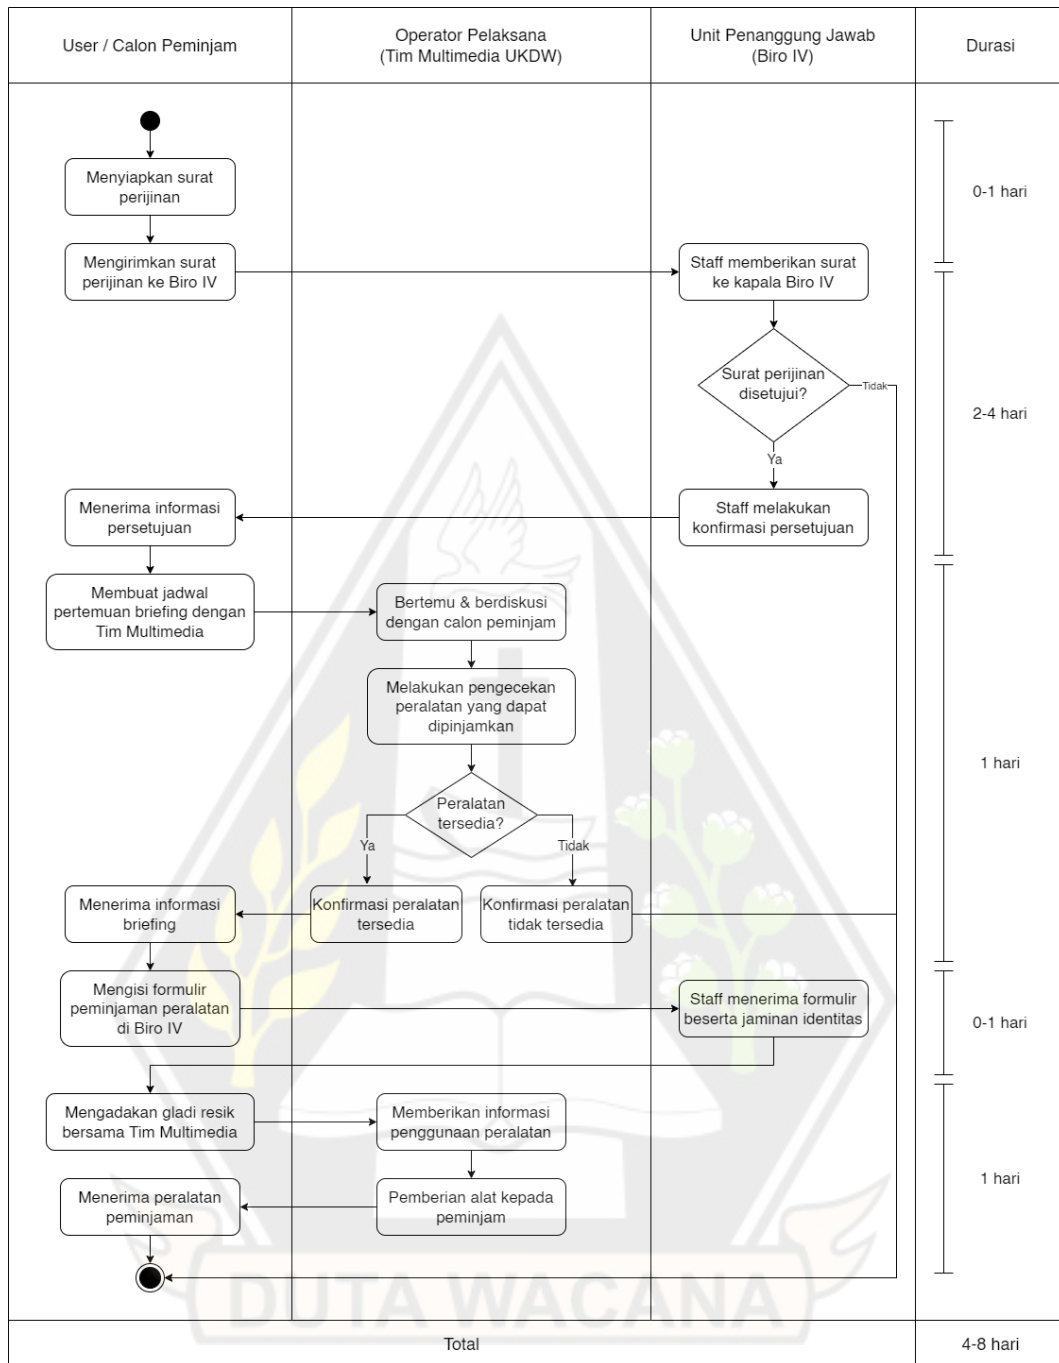 User / Calon Peminjam
Operator Pelaksana
(Tim Multimedia UKDW)
Unit Penanggung Jawab
(Biro IV)
Durasi
Menyiapkan surat
perijinan
0-1 hari
Mengirimkan surat
perijinan ke Biro IV
Staff memberikan surat
ke kapala Biro IV
Surat perijinan
disetujui?
Tidak
2-4 hari
Ya
Menerima informasi
persetujuan
Staff melakukan
konfirmasi persetujuan
Membuat jadwal
pertemuan briefing dengan
Tim Multimedia
Bertemu & berdiskusi
dengan calon peminjam
Melakukan pengecekan
peralatan yang dapat
dipinjamkan
1 hari
Peralatan
tersedia?
Ya
Tidak
Menerima informasi
briefing
Konfirmasi peralatan
tersedia
Konfirmasi peralatan
tidak tersedia
Mengisi formulir
peminjaman peralatan
di Biro IV
Staff menerima formulir
beserta jaminan identitas
0-1 hari
Mengadakan gladi resik
bersama Tim Multimedia
Memberikan informasi
penggunaan peralatan
1 hari
Menerima peralatan
peminjaman
Pemberian alat kepada
peminjam
DUTA WACANA
Total
4-8 hari